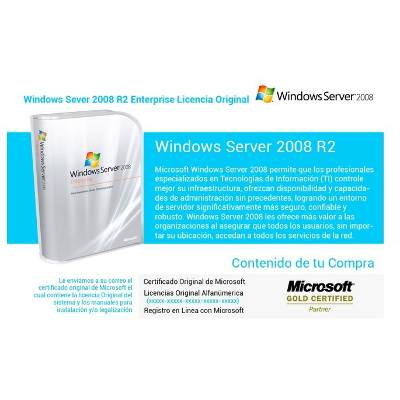 Windows Sever 2008 R2 Enterprise Licencia Original
Windows Server 2008
Windows Server 2008
Microsoft
Windows Server 2008 R2
Microsoft Windows Server 2008 permite que los profesionales
especializados en Tecnologías de Información (TI) controle
mejor su infraestructura, ofrezcan disponibilidad y capacida-
des de administración sin precedentes, logrando un entorno
de servidor significativamente más seguro, confiable y
robusto. Windows Server 2008 les ofrece más valor a las
organizaciones al asegurar que todos los usuarios, sin impor-
tar su ubicación, accedan a todos los servicios de la red.
Contenido de tu Compra
Le enviamos a su correo el
certificado original de Microsoft el
cual contiene la licencia Original del
sistema y los manuales para
instalación y/o legalización
Certificado Original de Microsoft
Licencias Original Alfanúmerica
(xxxxx-xxxxx-xxxxx-xxxxx-xxxxx)
Registro en Linea con Microsoft
Microsoft
GOLD CERTIFIED
Partner